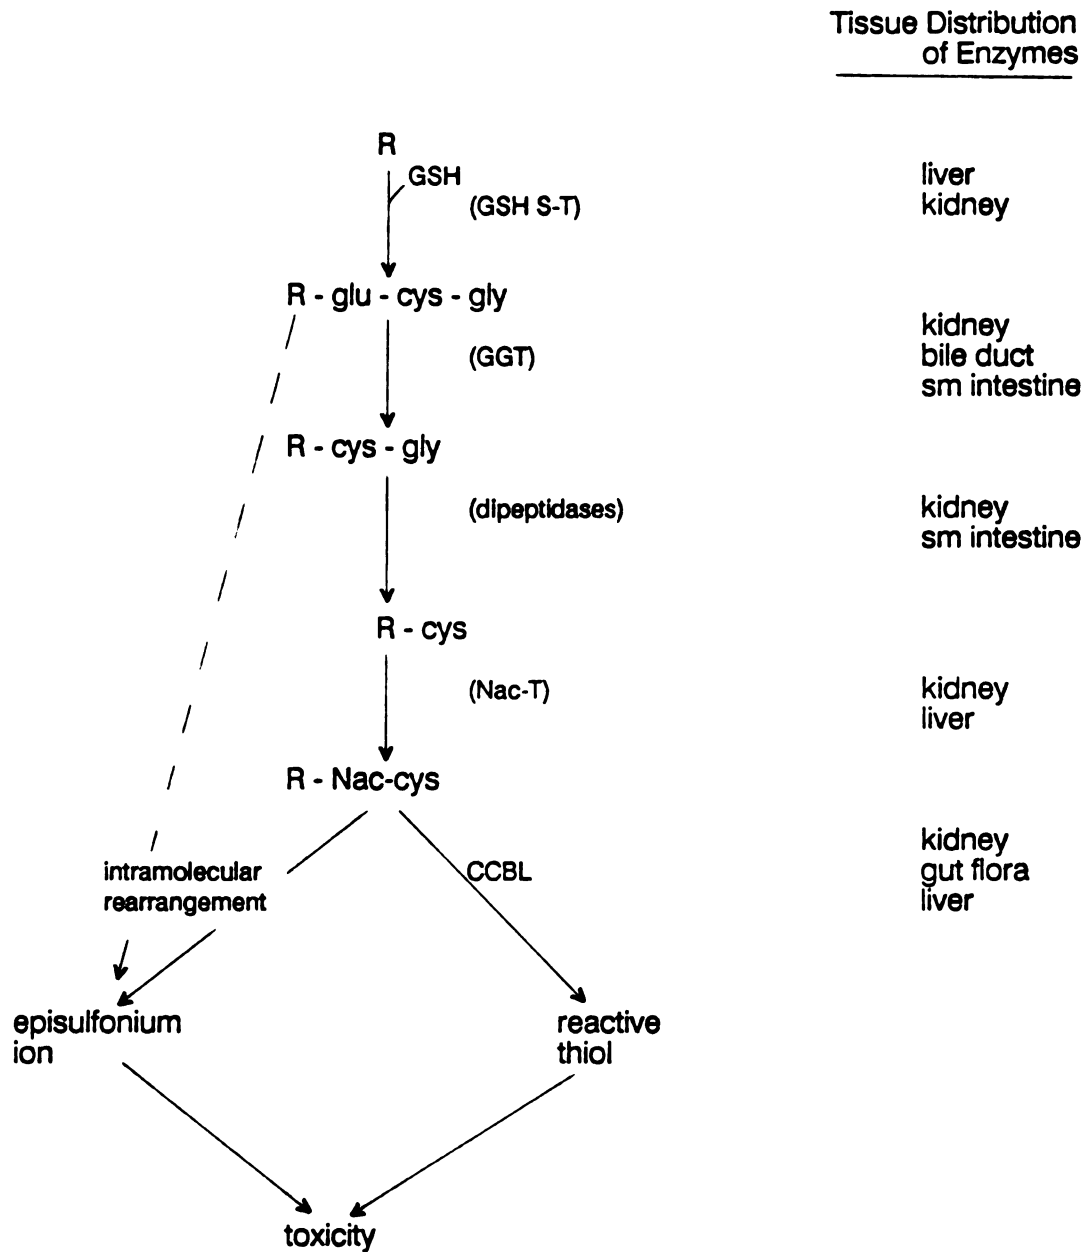 Tissue Distribution
of Enzymes
R
GSH
(GSH S-T)
liver
kidney
R - glu - cys - gly
(GGT)
kidney
bile duct
sm intestine
R - cys - gly
(dipeptidases)
kidney
sm intestine
R - cys
(Nac-T)
kidney
liver
R - Nac-cys
intramolecular
rearrangement
CCBL
kidney
gut flora
liver
episulfonium
ion
reactive
thiol
toxicity